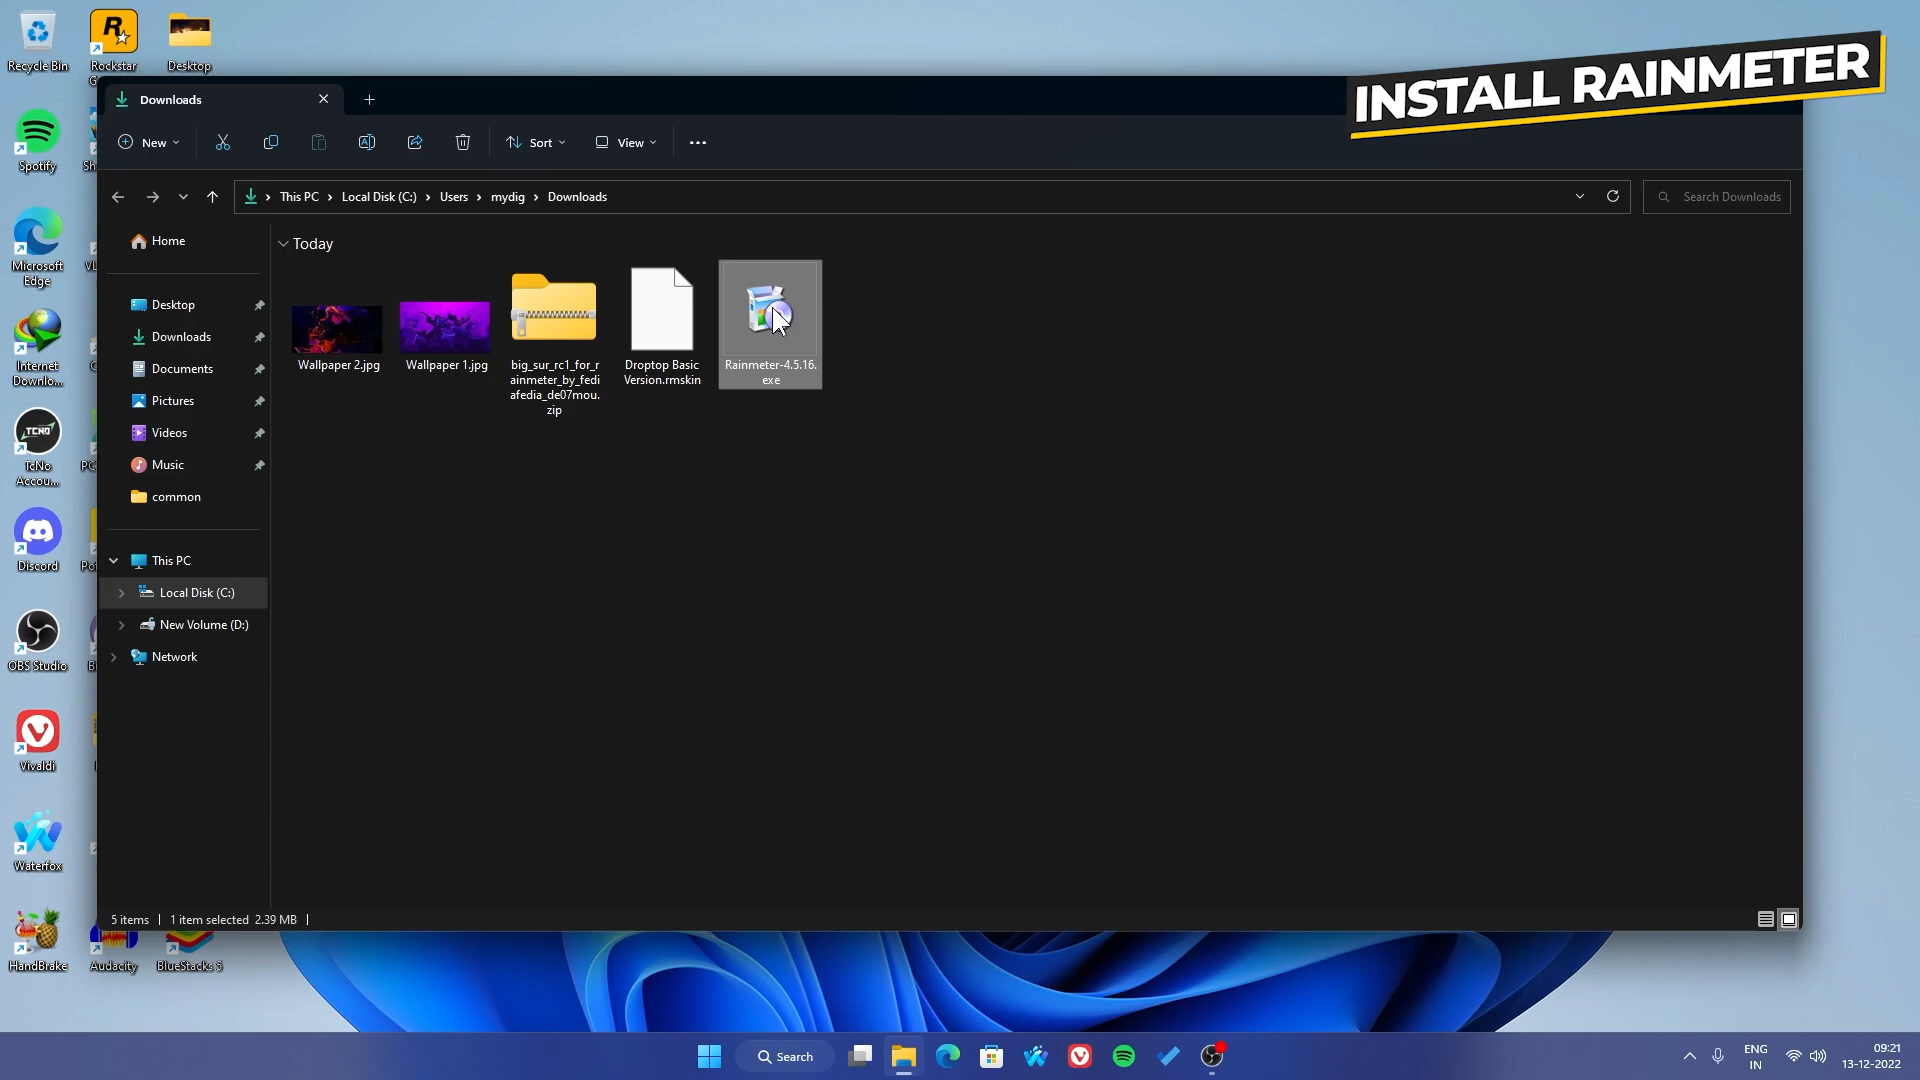 Recycle Bin
Rockstar
Desktop
INSTALL RAINMETER
Downloads
New
Sort
View
This PC
Local Disk (C:)
Users
mydig
Downloads
Search Downloads
Spotify
Microsoft
Edge
Internet
Downlo...
TCNO
TcNo
Accou...
Discord
OBS Studio
Vivaldi
Waterfox
HandBrake
Audacity
BlueStacks 5
Home
Desktop
Downloads
Documents
Pictures
Videos
Music
common
This PC
Local Disk (C:)
New Volume (D:)
Network
Today
Wallpaper 2.jpg
Wallpaper 1.jpg
big_sur_rc1_for_r
ainmeter_by_fedi
afedia_de07mou.
zip
Droptop Basic
Version.rmskin
Rainmeter-4.5.16.
exe
5 items
1 item selected 2.39 MB
Search
ENG
IN
09:21
13-12-2022